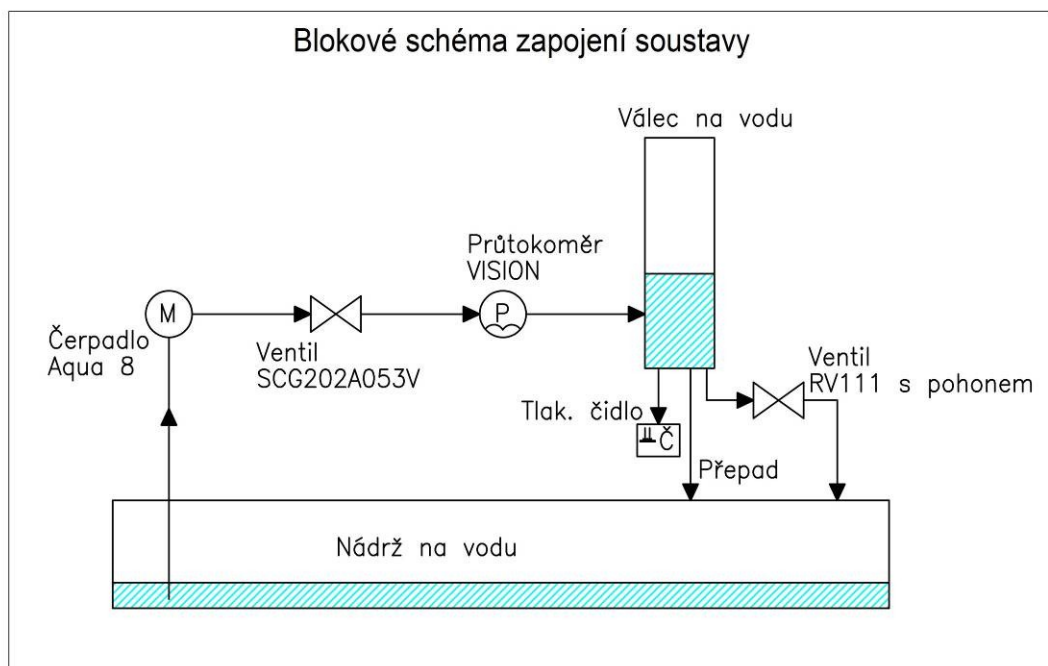 Blokové schéma zapojení soustavy
Válec na vodu
Průtokoměr
VISION
M
P
Čerpadlo
Aqua 8
Ventil
SCG202A053V
Ventil
RV111 s pohonem
Tlak. čidlo
Č
Přepad
Nádrž na vodu